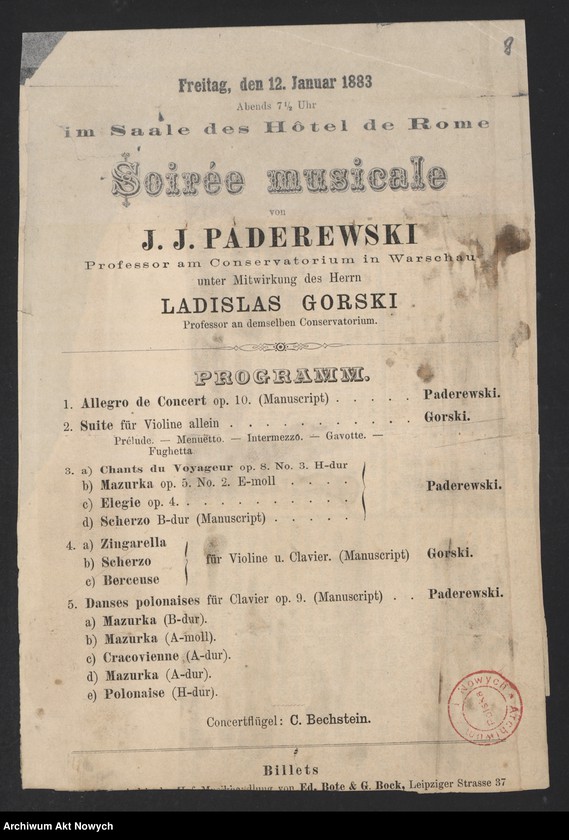 8
Freitag, den 12. Januar 1883
Abends 7½ Uhr
im Saale des Hôtel de Rome
Soirée musicale
von
J. J. PADEREWSKI
Professor am Conservatorium in Warschau
unter Mitwirkung des Herrn
LADISLAS GORSKI
Professor an demselben Conservatorium.
PROGRAMM.
1. Allegro de Concert op. 10. (Manuscript) . . . . . Paderewski.
2. Suite für Violine allein . . . . . . . . . . . Gorski.
Prélude. — Menuetto. — Intermezzo. — Gavotte. —
Fughetta
3. a) Chants du Voyageur op. 8. No. 3. H-dur
b) Mazurka op. 5. No. 2. E-moll . . . .
c) Elegie op. 4. . . . . . . . . . . Paderewski.
d) Scherzo B-dur (Manuscript) . . . . .
4. a) Zingarella
b) Scherzo für Violine u. Clavier. (Manuscript) Gorski.
c) Berceuse
5. Danses polonaises für Clavier op. 9. (Manuscript) . . Paderewski.
a) Mazurka (B-dur).
b) Mazurka (A-moll).
c) Cracovienne (A-dur).
d) Mazurka (A-dur).
e) Polonaise (H-dur).
Concertflügel: C. Bechstein.
Archiwum Nowych
Billets
Hof-Musikhandlung von Ed. Bote & G. Bock, Leipziger Strasse 37
Archiwum Akt Nowych